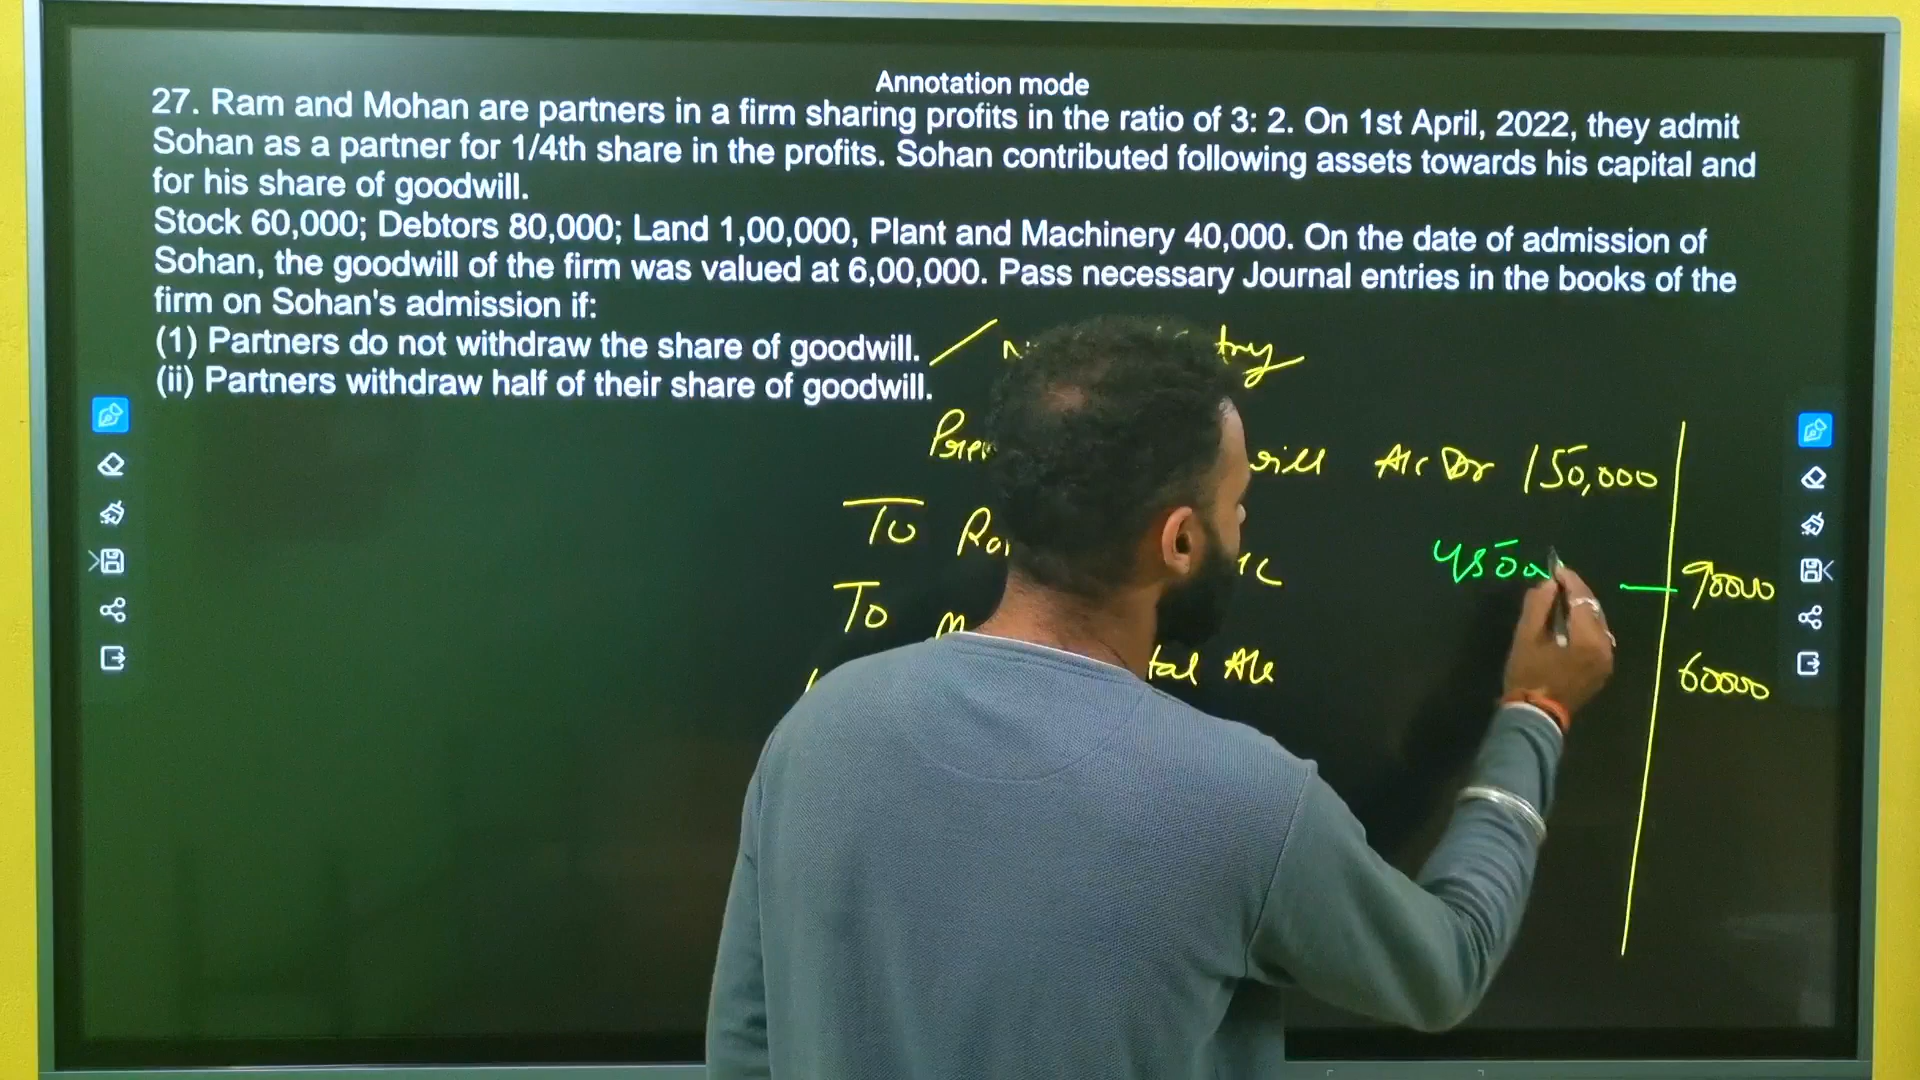 Annotation mode
27. Ram and Mohan are partners in a firm sharing profits in the ratio of 3: 2. On 1st April, 2022, they admit
Sohan as a partner for 1/4th share in the profits. Sohan contributed following assets towards his capital and
for his share of goodwill.
Stock 60,000; Debtors 80,000; Land 1,00,000, Plant and Machinery 40,000. On the date of admission of
Sohan, the goodwill of the firm was valued at 6,00,000. Pass necessary Journal entries in the books of the
firm on Sohan's admission if:
(1) Partners do not withdraw the share of goodwill.
(ii) Partners withdraw half of their share of goodwill.
A/c Dr 150,000
To
4500
90000
To
tal A/c
60000